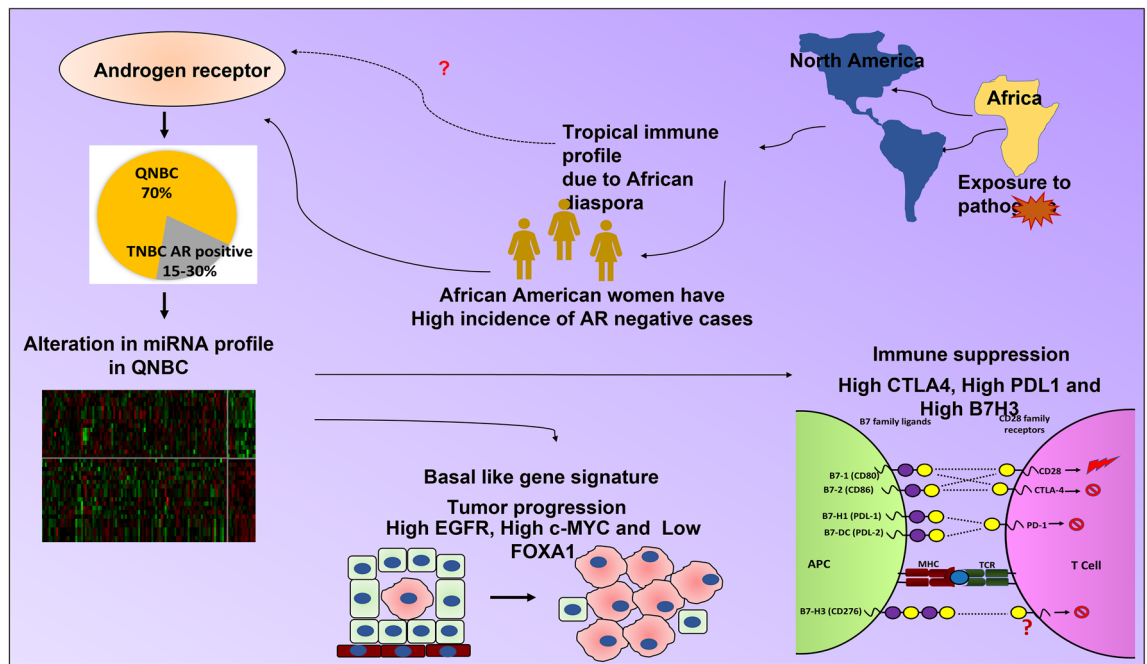 Androgen receptor
?
North America
Africa
Exposure to
Tropical immune
profile
due to African
diaspora
QNBC
70%
TNBC AR positive
15-30%
African American women have
High incidence of AR negative cases
Alteration in miRNA profile
in QNBC
Immune suppression
High CTLA4, High PDL1 and
High B7H3
B7 family ligands
CD28 family
receptors
B7-1 (CD80)
CD28
B7-2 (CD86)
CTLA-4
B7-H1 (PDL-1)
PD-1
B7-DC (PDL-2)
APC
MHC
TCR
T Cell
B7-H3 (CD276)
?
Basal like gene signature
Tumor progression
High EGFR, High c-MYC and Low
FOXA1